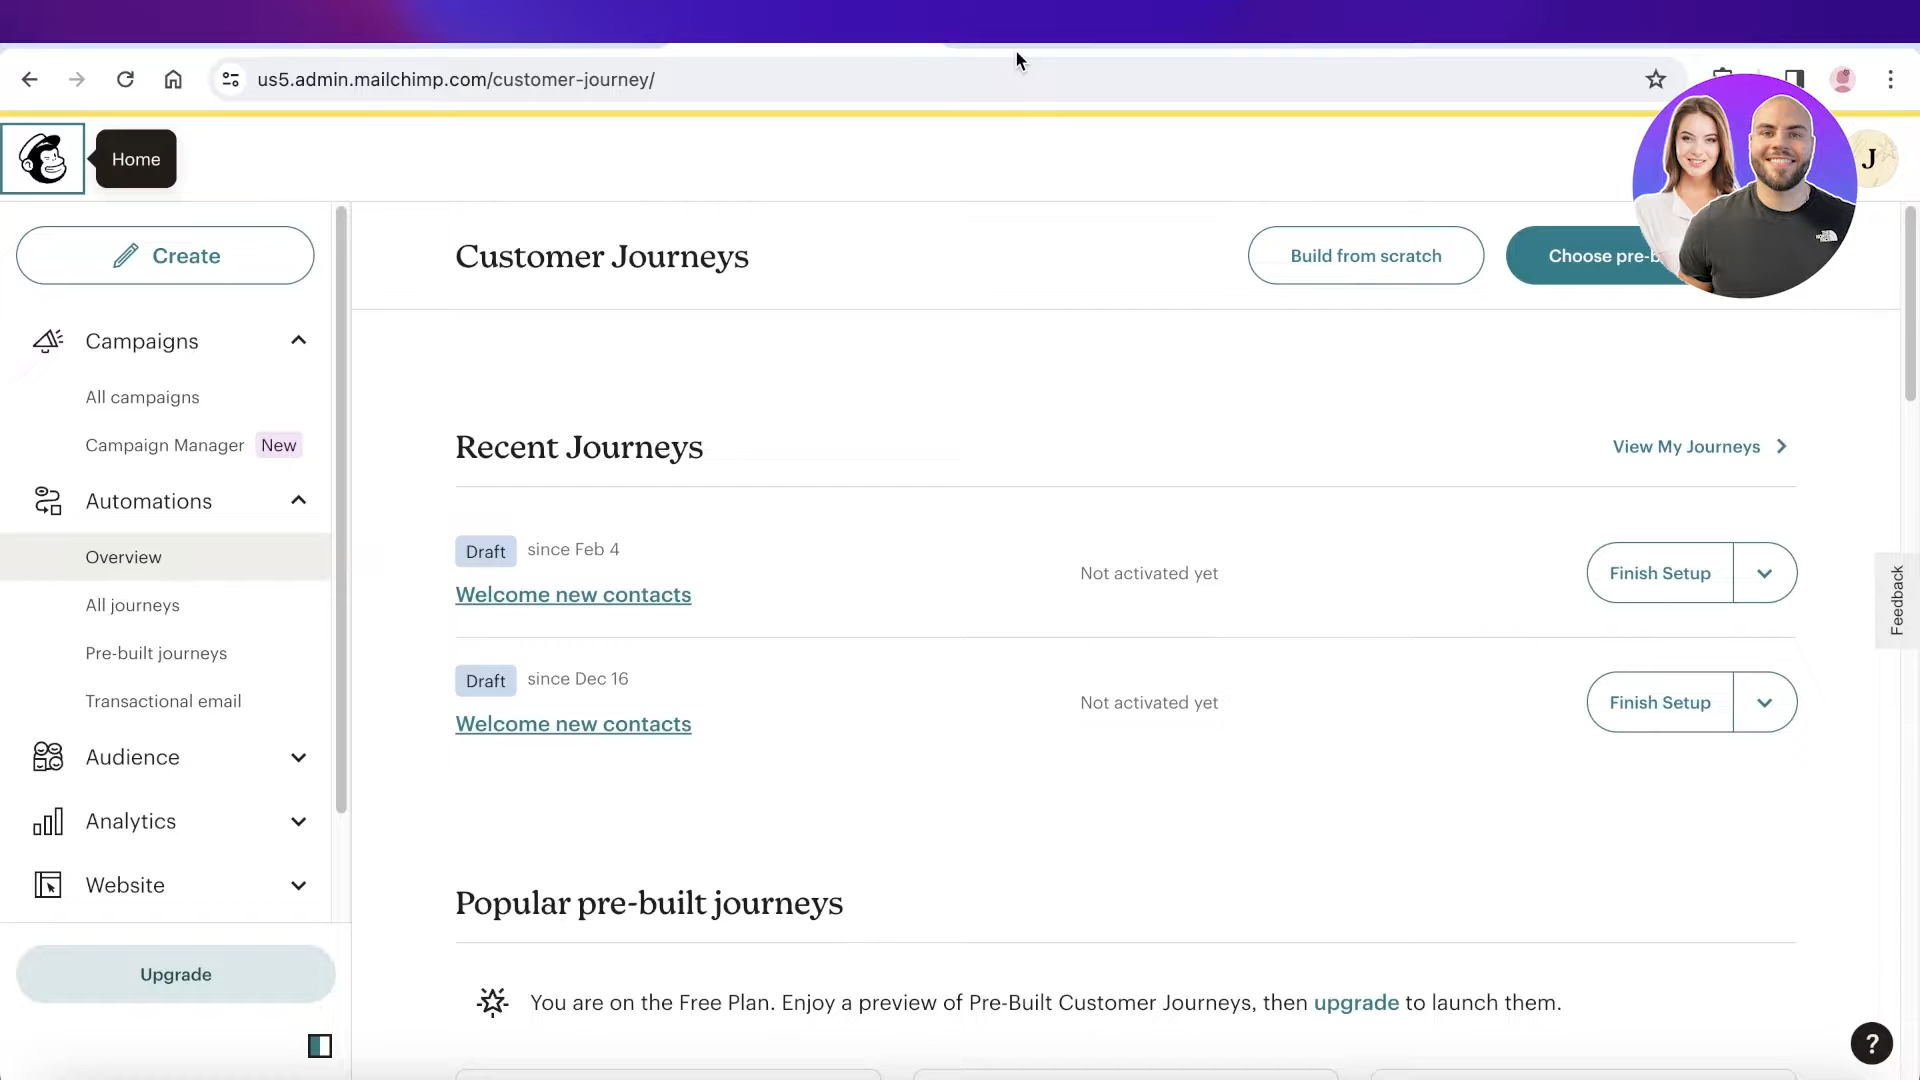 us5.admin.mailchimp.com/customer-journey/
Home
J
Create
Customer Journeys
Build from scratch
Choose pre-b
Campaigns
All campaigns
Campaign Manager New
Automations
Overview
All journeys
Pre-built journeys
Transactional email
Audience
Analytics
Website
Upgrade
Recent Journeys
View My Journeys
Draft since Feb 4
Welcome new contacts
Not activated yet
Finish Setup
Draft since Dec 16
Welcome new contacts
Not activated yet
Finish Setup
Feedback
Popular pre-built journeys
You are on the Free Plan. Enjoy a preview of Pre-Built Customer Journeys, then upgrade to launch them.
?